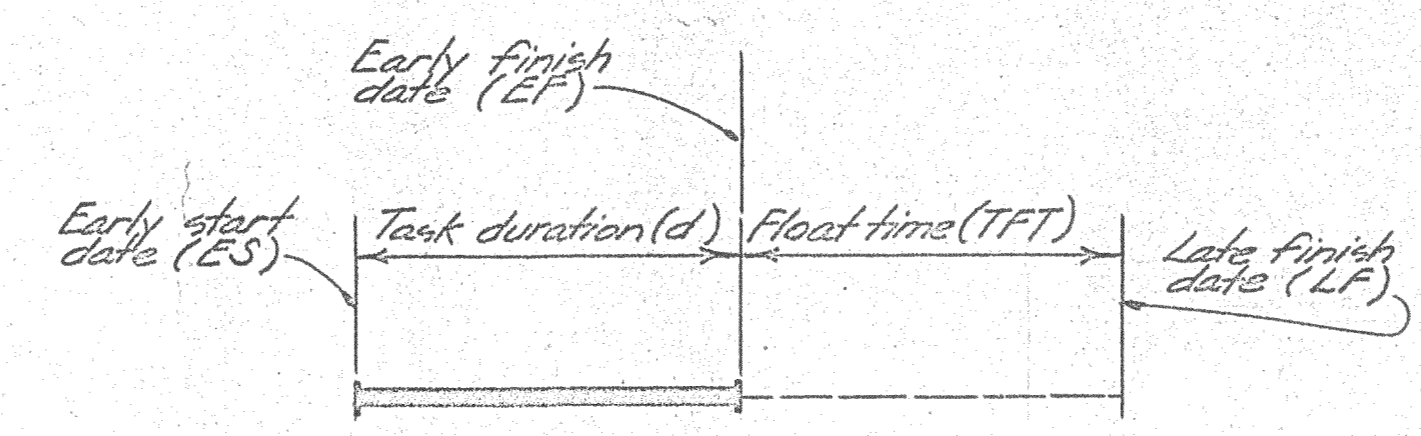 Early finish
date (EF)
Early start
date (ES)
Task duration (d)
Float time (TFT)
Late finish
date (LF)